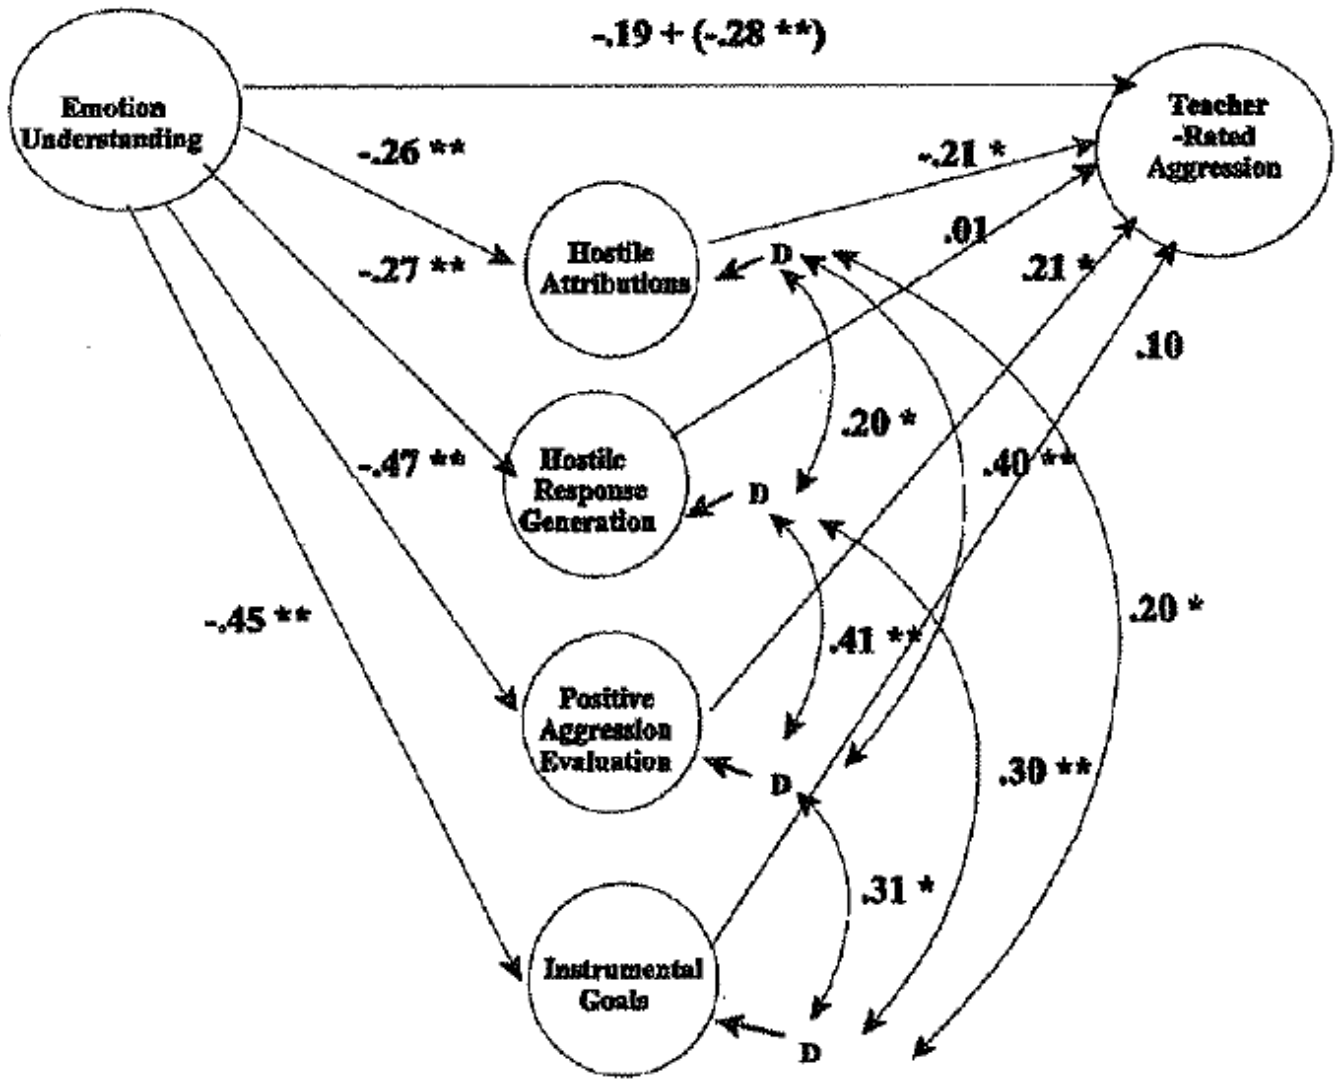 -.19 + (-.28 **)
Emotion
Understanding
Teacher
-Rated
Aggression
-.26 **
-.21 *
Hostile
Attributions
D
.01
-.27 **
.21 *
.10
.20 *
Hostile
Response
Generation
D
-.47 **
.40 **
-.45 **
.41 **
.20 *
Positive
Aggression
Evaluation
D
.30 **
.31 *
Instrumental
Goals
D